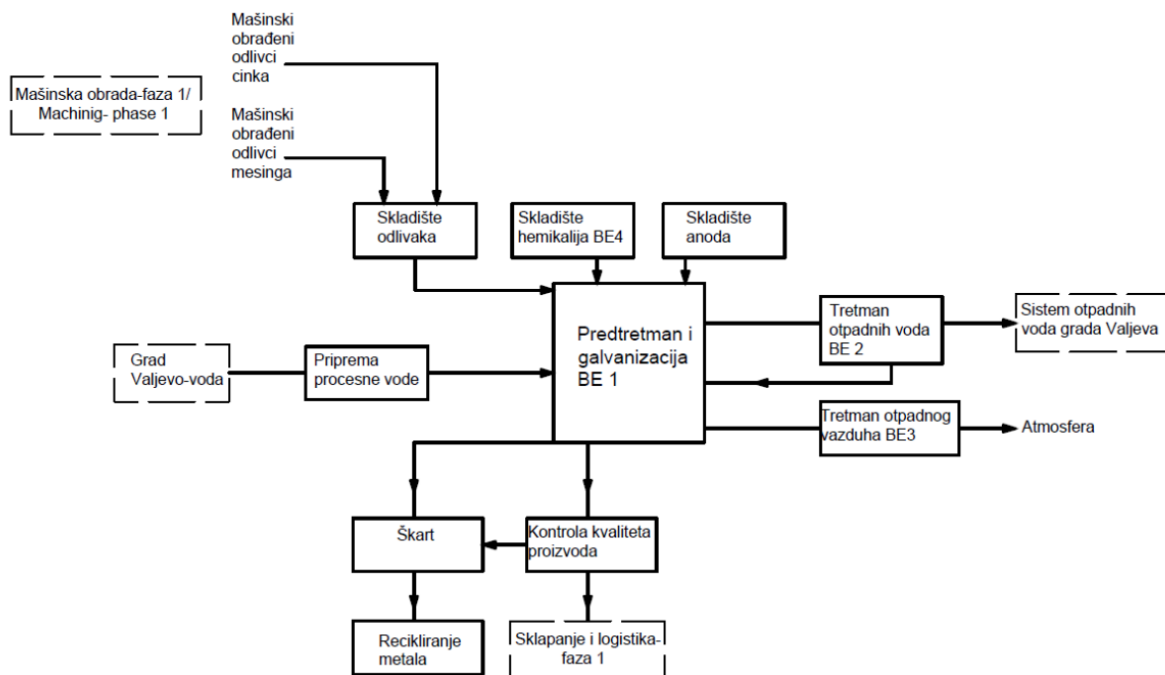 Mašinski
obrađeni
odlivci
cinka
Mašinska obrada-faza 1/
Machinig- phase 1
Mašinski
obrađeni
odlivci
mesinga
Skladište
odlivaka
Skladište
hemikalija BE4
Skladište
anoda
Predtretman i
galvanizacija
BE 1
Tretman
otpadnih voda
BE 2
Sistem otpadnih
voda grada Valjeva
Grad
Valjevo-voda
Priprema
procesne vode
Tretman otpadnog
vazduha BE3
Atmosfera
Škart
Kontrola kvaliteta
proizvoda
Recikliranje
metala
Sklapanje i logistika-
faza 1